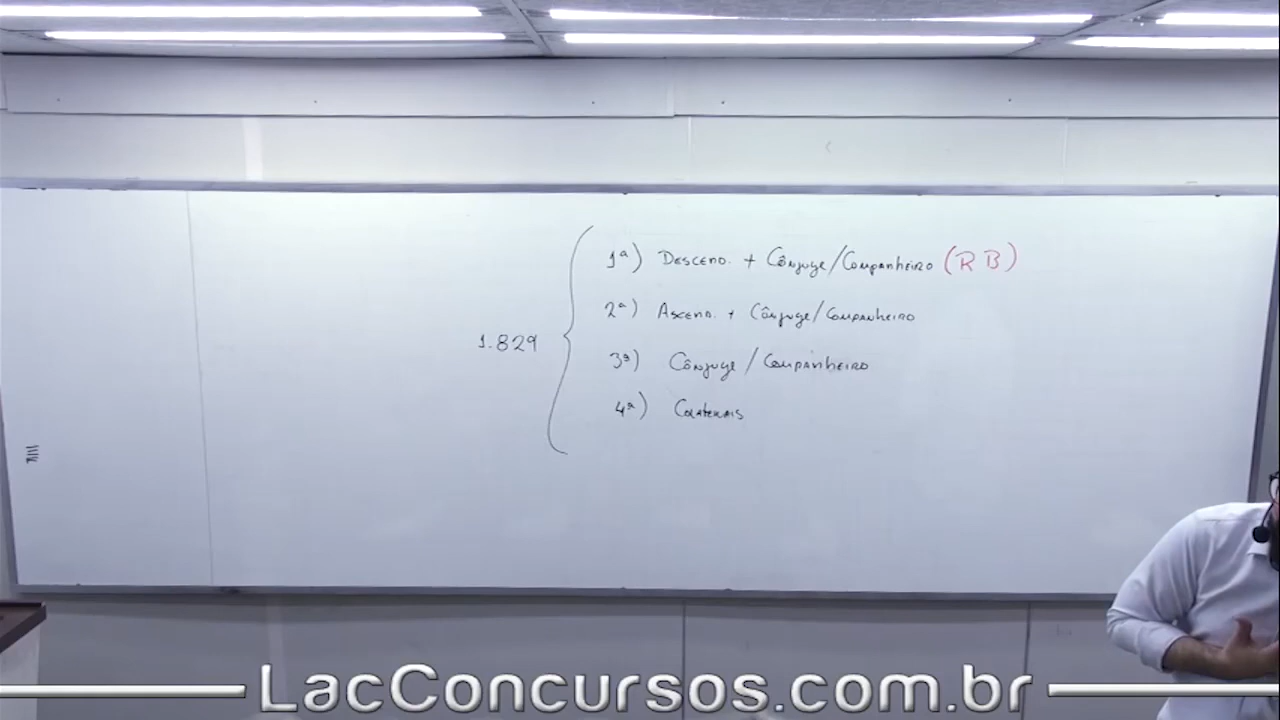 1ª) Descend. + Cônjuge/Companheiro (RB)
2ª) Ascend. + Cônjuge/Companheiro
1.829
3ª) Cônjuge / Companheiro
4ª) Colaterais
LacConcursos.com.br